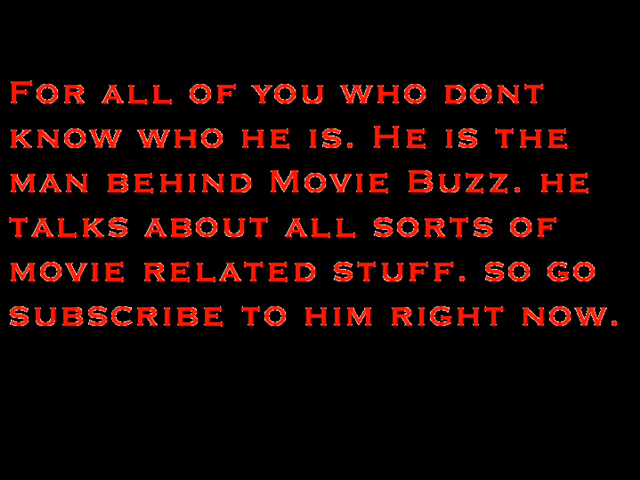 For all of you who dont
know who he is. He is the
man behind Movie Buzz. he
talks about all sorts of
movie related stuff. so go
subscribe to him right now.